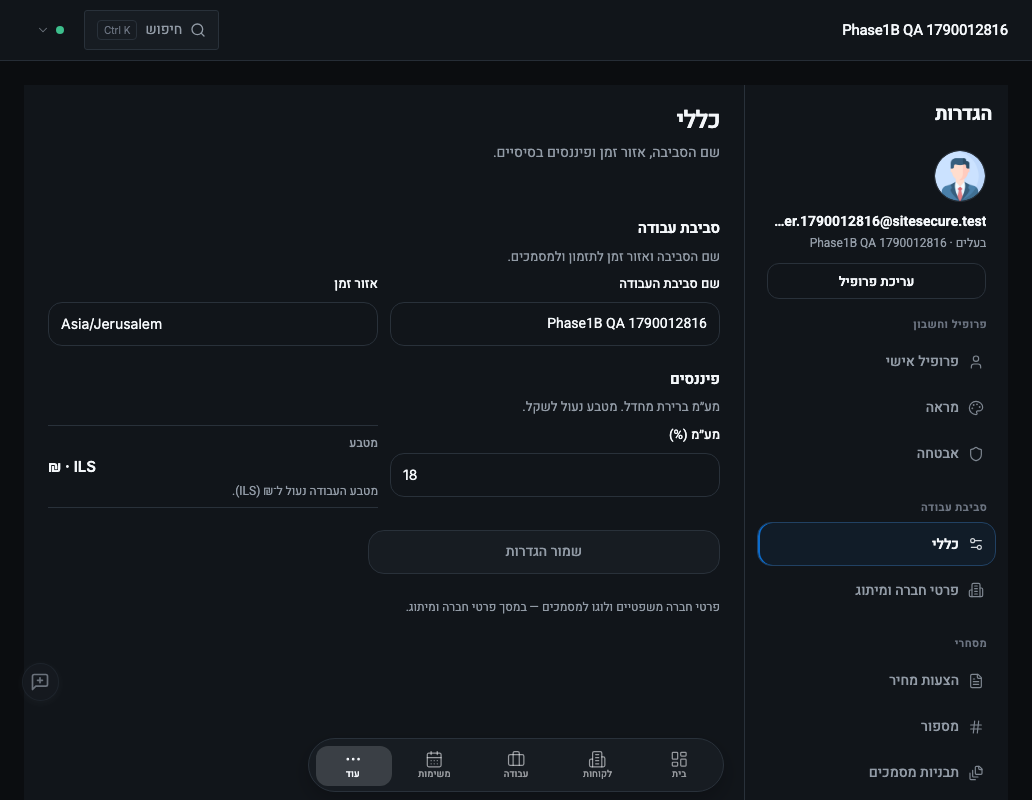 Phase1B QA 1790012816
חיפוש Ctrl K
הגדרות
...er.1790012816@sitesecure.test
בעלים · Phase1B QA 1790012816
עריכת פרופיל
פרופיל וחשבון
פרופיל אישי
מראה
אבטחה
סביבת עבודה
כללי
פרטי חברה ומיתוג
מסחרי
הצעות מחיר
מספור
תבניות מסמכים
כללי
שם הסביבה, אזור זמן ופיננסים בסיסיים.
סביבת עבודה
שם הסביבה ואזור זמן לתזמון ולמסמכים.
שם סביבת העבודה
Phase1B QA 1790012816
אזור זמן
Asia/Jerusalem
פיננסים
מע״מ ברירת מחדל. מטבע נעול לשקל.
מע״מ (%)
18
מטבע
ILS · ₪
מטבע העבודה נעול ל־₪ (ILS).
שמור הגדרות
פרטי חברה משפטיים ולוגו למסמכים — במסך פרטי חברה ומיתוג.
בית
לקוחות
עבודה
משימות
עוד